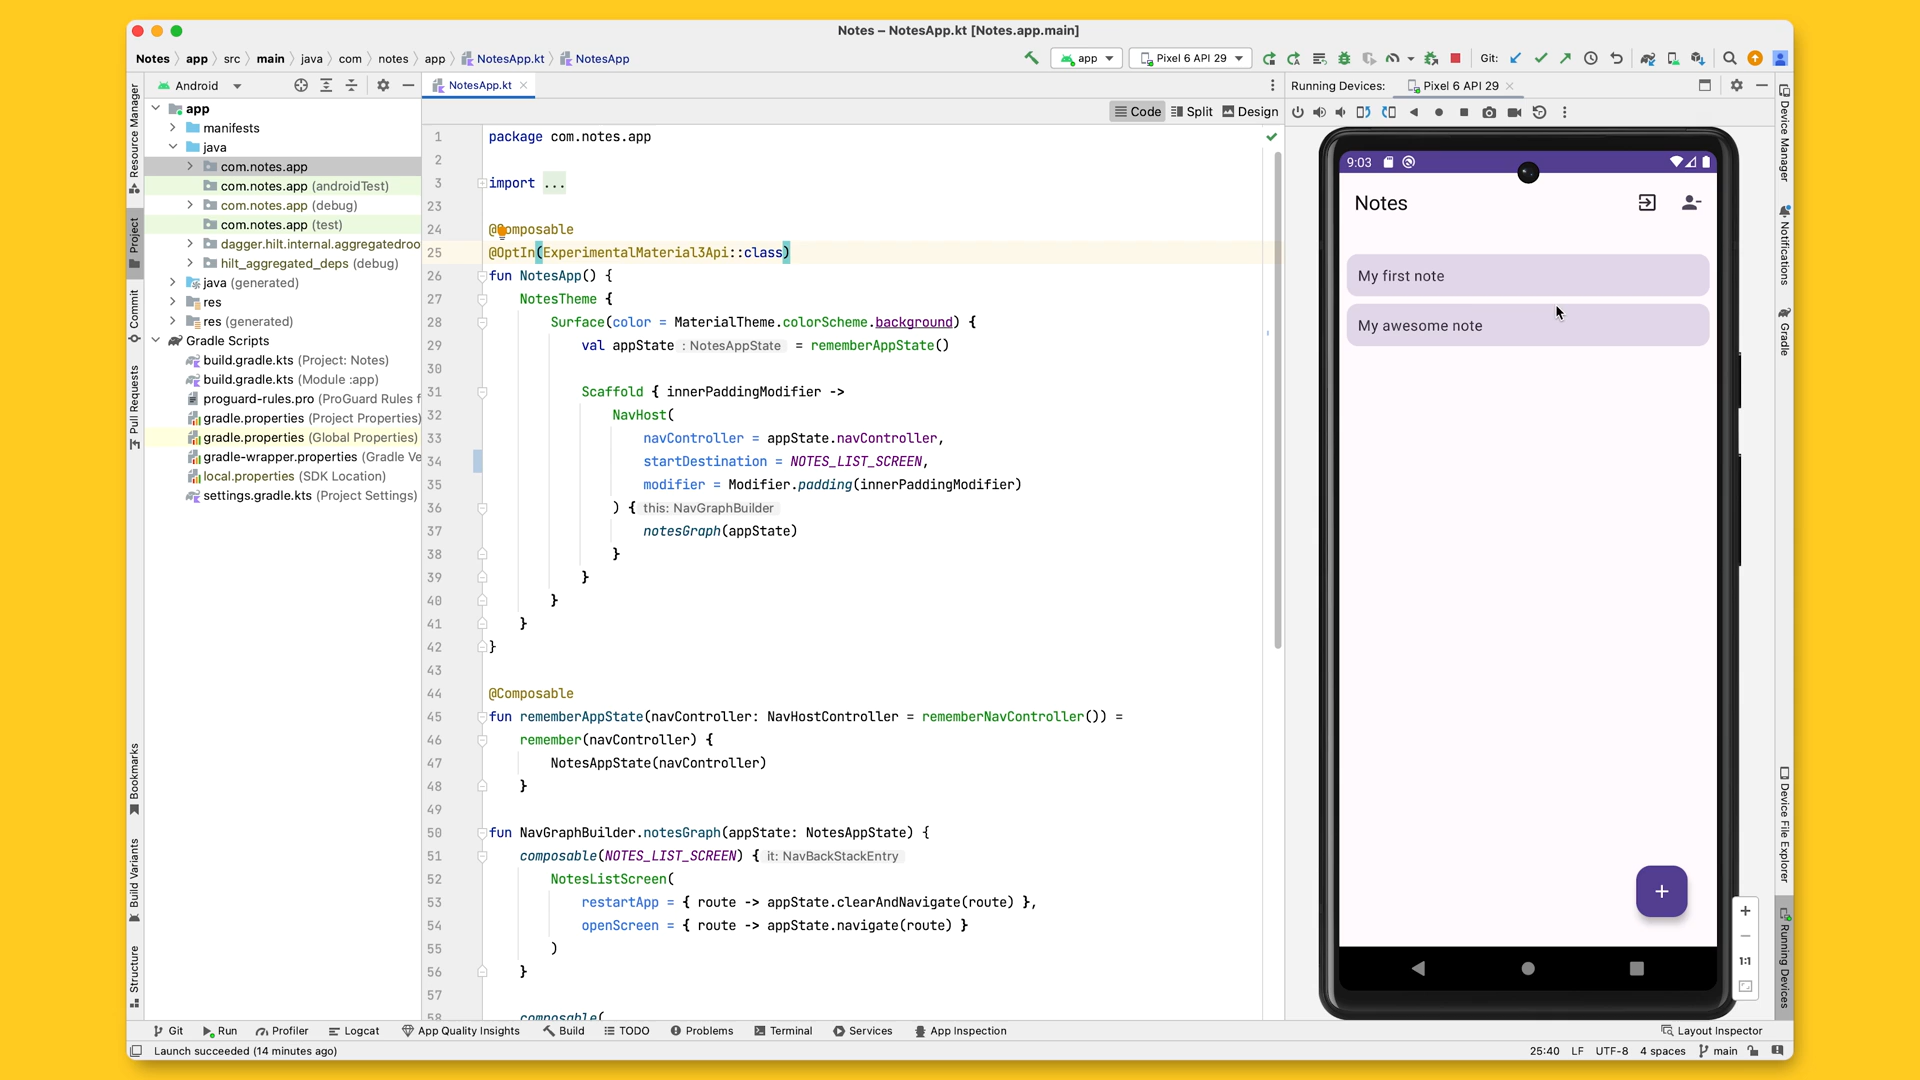 Notes – NotesApp.kt [Notes.app.main]
Notes app src main java com notes app NotesApp.kt NotesApp
app Pixel 6 API 29 Git:
Android
NotesApp.kt
Running Devices: Pixel 6 API 29
Code Split Design
Resource Manager
Project
Commit
Pull Requests
Bookmarks
Build Variants
Structure
app
manifests
java
com.notes.app
com.notes.app (androidTest)
com.notes.app (debug)
com.notes.app (test)
dagger.hilt.internal.aggregatedroo
hilt_aggregated_deps (debug)
java (generated)
res
res (generated)
Gradle Scripts
build.gradle.kts (Project: Notes)
build.gradle.kts (Module :app)
proguard-rules.pro (ProGuard Rules f
gradle.properties (Project Properties)
gradle.properties (Global Properties)
gradle-wrapper.properties (Gradle Ve
local.properties (SDK Location)
settings.gradle.kts (Project Settings)
1 package com.notes.app
2
3 import ...
23
24 @Composable
25 @OptIn(ExperimentalMaterial3Api::class)
26 fun NotesApp() {
27 NotesTheme {
28 Surface(color = MaterialTheme.colorScheme.background) {
29 val appState : NotesAppState = rememberAppState()
30
31 Scaffold { innerPaddingModifier ->
32 NavHost(
33 navController = appState.navController,
34 startDestination = NOTES_LIST_SCREEN,
35 modifier = Modifier.padding(innerPaddingModifier)
36 ) { this: NavGraphBuilder
37 notesGraph(appState)
38 }
39 }
40 }
41 }
42 }
43
44 @Composable
45 fun rememberAppState(navController: NavHostController = rememberNavController()) =
46 remember(navController) {
47 NotesAppState(navController)
48 }
49
50 fun NavGraphBuilder.notesGraph(appState: NotesAppState) {
51 composable(NOTES_LIST_SCREEN) { it: NavBackStackEntry
52 NotesListScreen(
53 restartApp = { route -> appState.clearAndNavigate(route) },
54 openScreen = { route -> appState.navigate(route) }
55 )
56 }
57
58 composable(
9:03
Notes
My first note
My awesome note
+
+
−
1:1
Device Manager
Notifications
Gradle
Device File Explorer
Running Devices
Git Run Profiler Logcat App Quality Insights Build TODO Problems Terminal Services App Inspection Layout Inspector
Launch succeeded (14 minutes ago) 25:40 LF UTF-8 4 spaces main